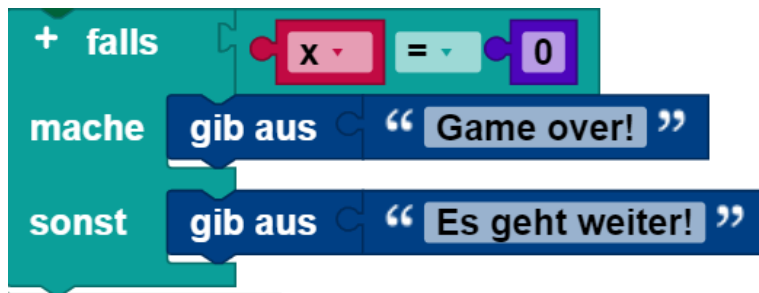 + falls x = 0
mache gib aus “ Game over! ”
sonst gib aus “ Es geht weiter! ”